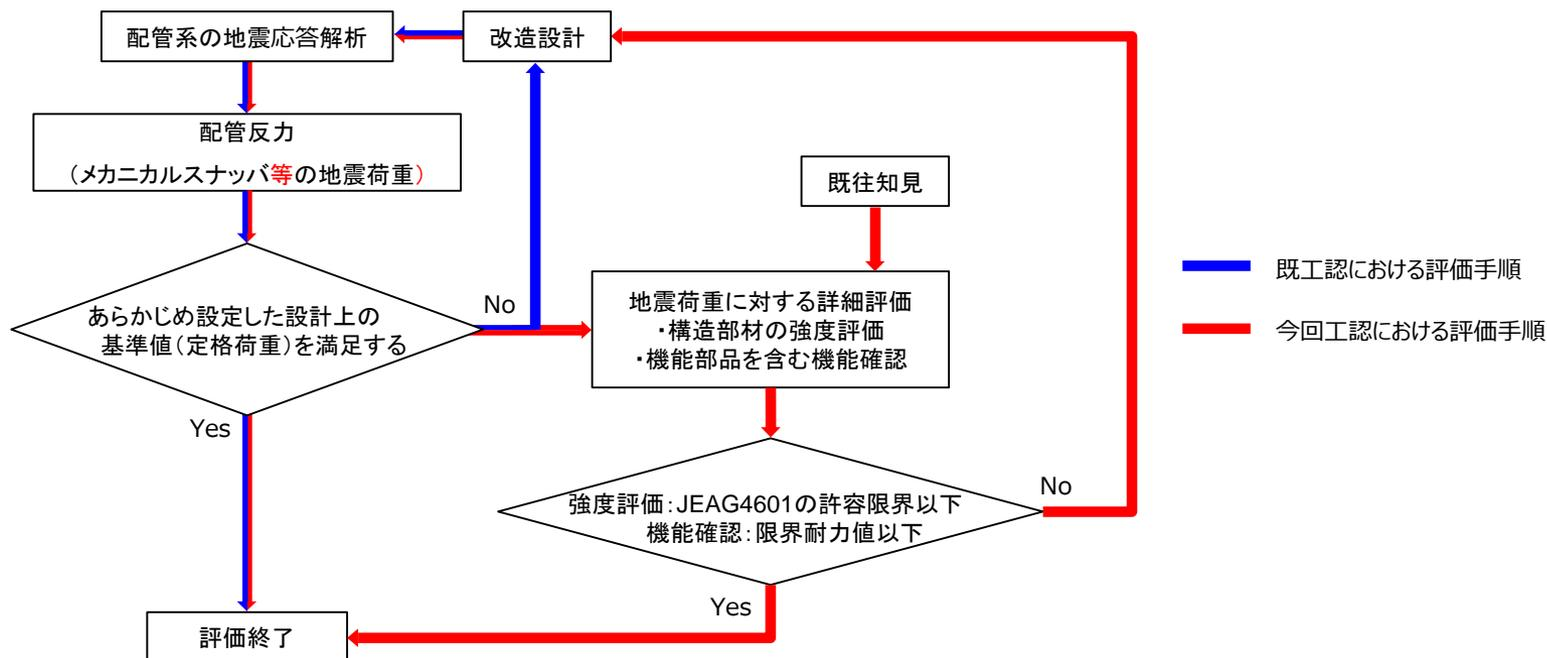 配管系の地震応答解析
改造設計
配管反力
（メカニカルスナッバ等の地震荷重）
既往知見
あらかじめ設定した設計上の
基準値（定格荷重）を満足する
No
地震荷重に対する詳細評価
・構造部材の強度評価
・機能部品を含む機能確認
既工認における評価手順
今回工認における評価手順
Yes
強度評価：JEAG4601の許容限界以下
機能確認：限界耐力値以下
No
Yes
評価終了